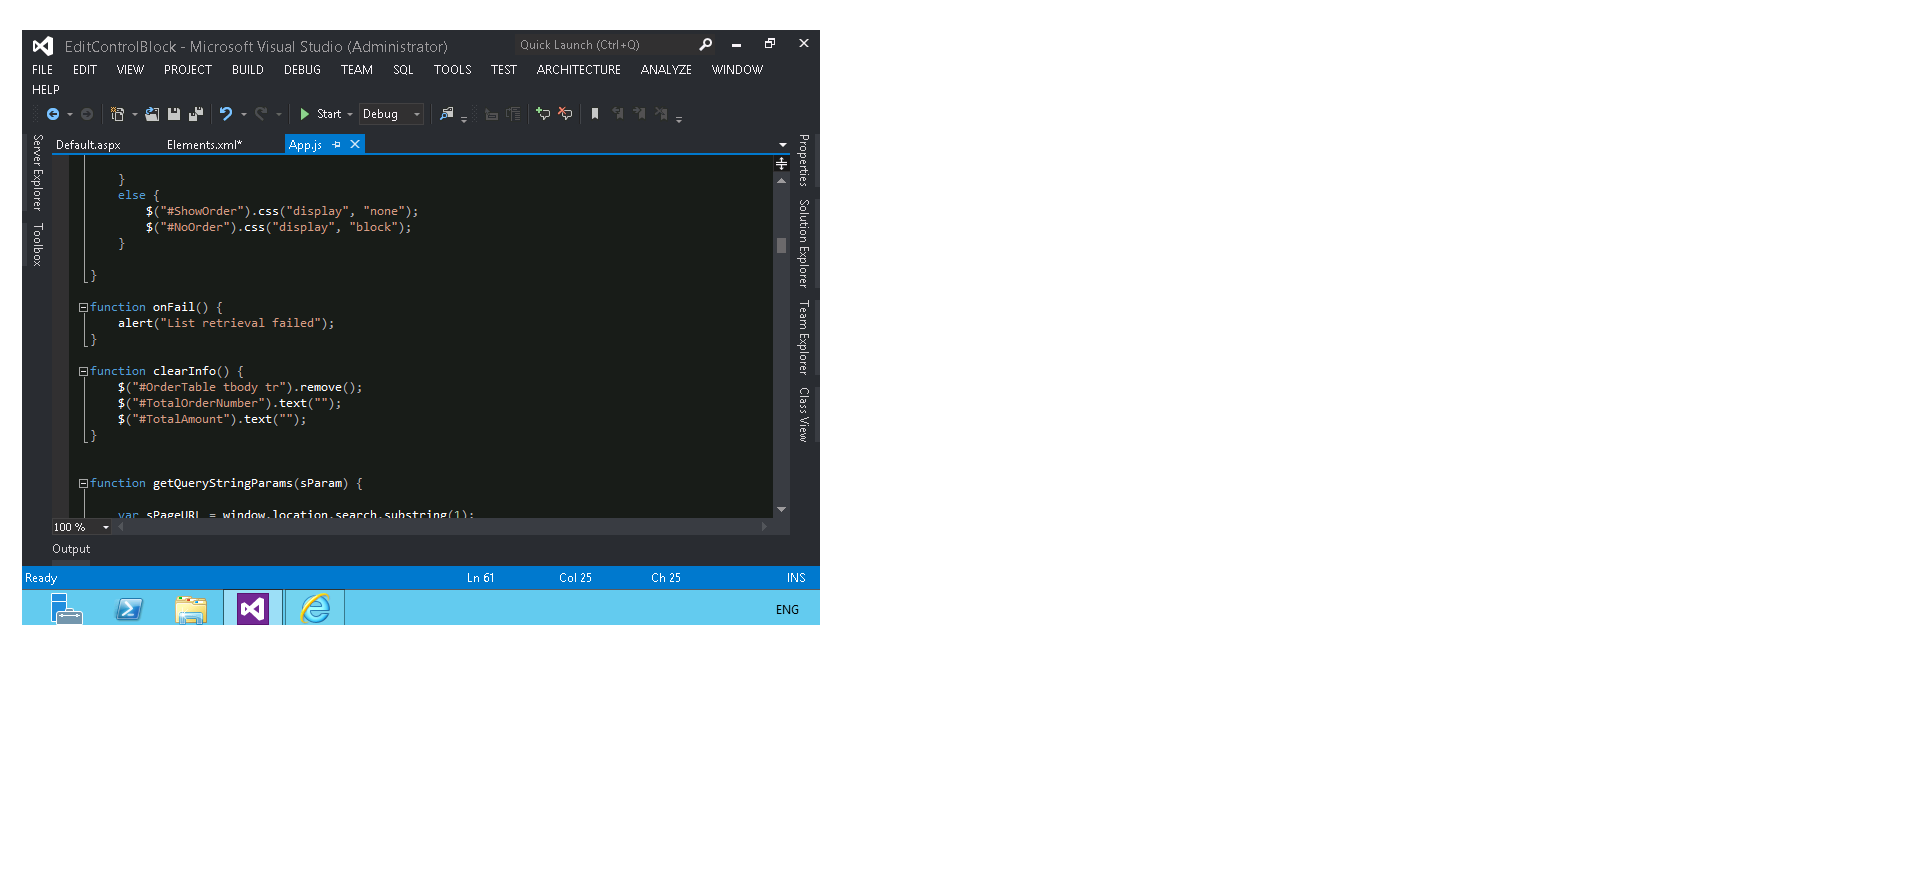 EditControlBlock - Microsoft Visual Studio (Administrator)
Quick Launch (Ctrl+Q)
FILE EDIT VIEW PROJECT BUILD DEBUG TEAM SQL TOOLS TEST ARCHITECTURE ANALYZE WINDOW
HELP
Start Debug
Default.aspx Elements.xml* App.js
Server Explorer
Toolbox
}
else {
$("#ShowOrder").css("display", "none");
$("#NoOrder").css("display", "block");
}
}
function onFail() {
alert("List retrieval failed");
}
function clearInfo() {
$("#OrderTable tbody tr").remove();
$("#TotalOrderNumber").text("");
$("#TotalAmount").text("");
}
function getQueryStringParams(sParam) {
var sPageURL = window.location.search.substring(1);
Properties
Solution Explorer
Team Explorer
Class View
100 %
Output
Ready Ln 61 Col 25 Ch 25 INS
ENG